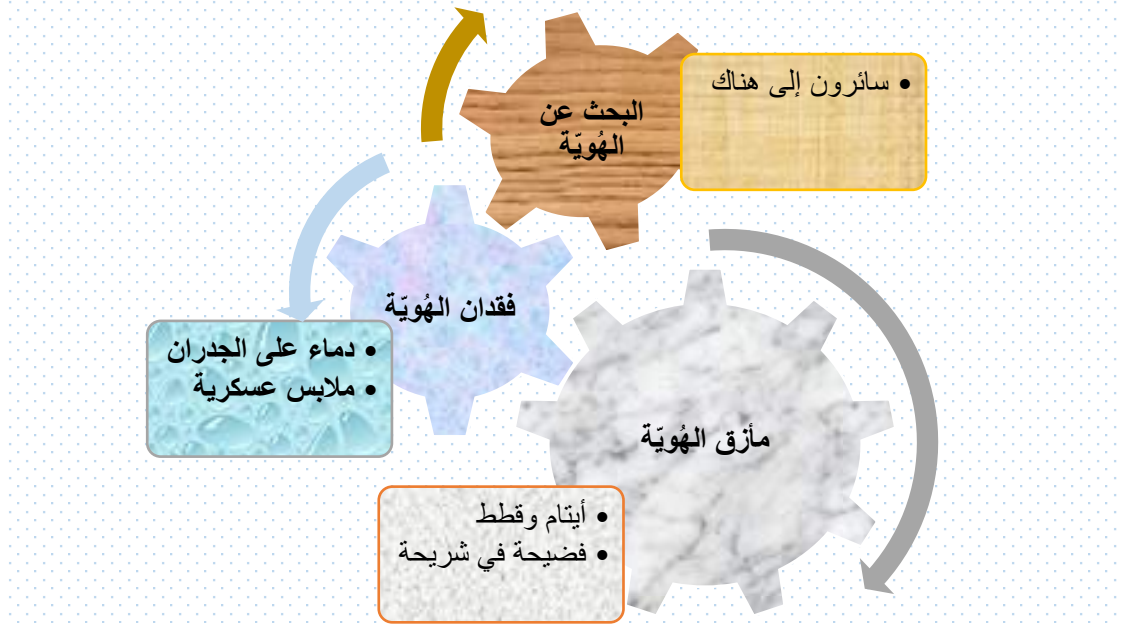 البحث عن
الهُويّة
• سائرون إلى هناك
فقدان الهُويّة
• دماء على الجدران
• ملابس عسكرية
مأزق الهُويّة
• أيتام وقطط
• فضيحة في شريحة